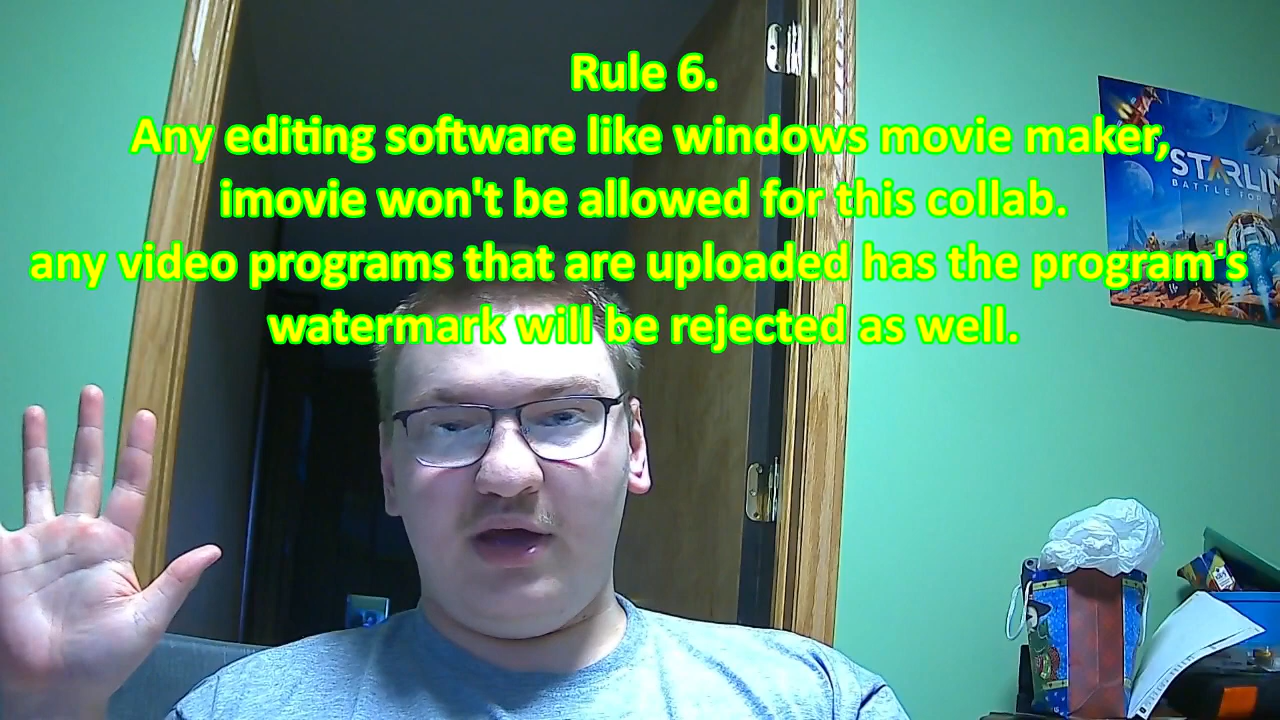 Rule 6.
Any editing software like windows movie maker,
imovie won't be allowed for this collab.
any video programs that are uploaded has the program's
watermark will be rejected as well.
STARLIN
BATTLE FOR A